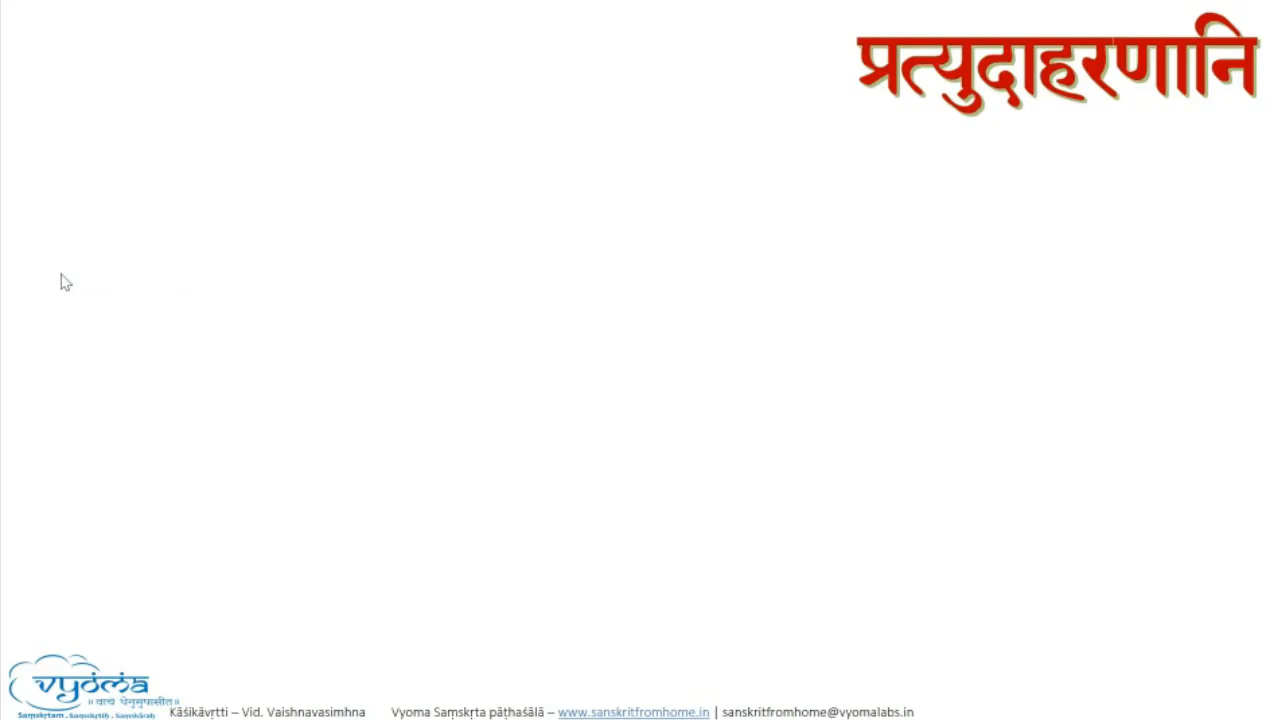 प्रत्युदाहरणानि
vyoma
॥ वाचं धेनुमुपासीत॥
Saṃskṛtam . Saṃskṛtiḥ . Saṃskāraḥ
Kāśikāvṛtti – Vid. Vaishnavasimhna Vyoma Saṃskṛta pāṭhaśālā – www.sanskritfromhome.in | sanskritfromhome@vyomalabs.in